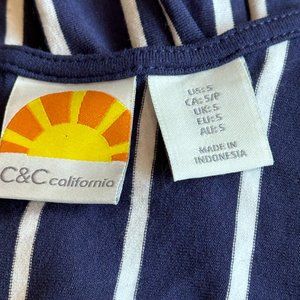 C&C california
US: S
CA: S/P
UK: S
EU: S
AU: S
MADE IN
INDONESIA